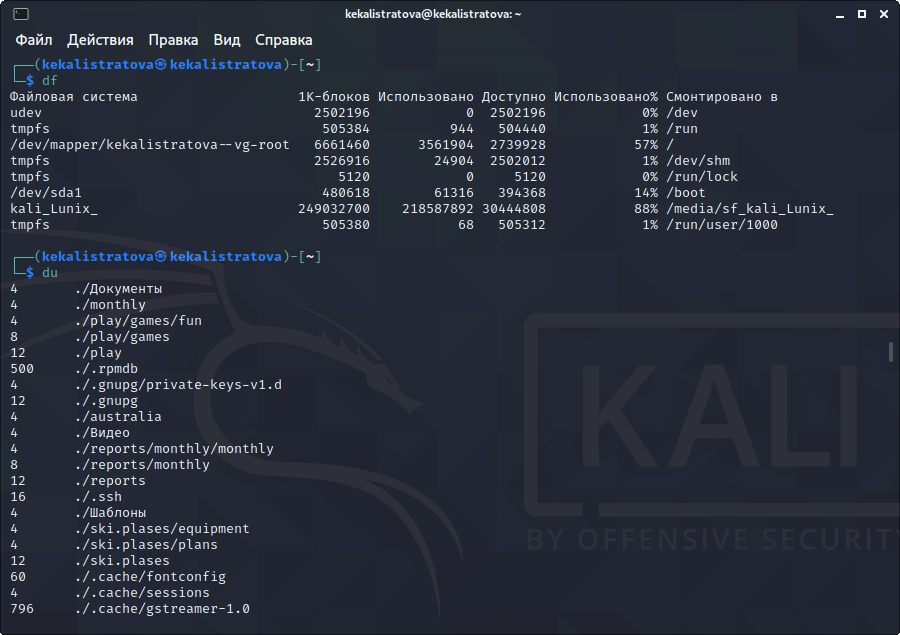 kekalistratova@kekalistratova: ~
Файл Действия Правка Вид Справка
┌──(kekalistratova㉿kekalistratova)-[~]
└─$ df
Файловая система 1K-блоков Использовано Доступно Использовано% Смонтировано в
udev 2502196 0 2502196 0% /dev
tmpfs 505384 944 504440 1% /run
/dev/mapper/kekalistratova--vg-root 6661460 3561904 2739928 57% /
tmpfs 2526916 24904 2502012 1% /dev/shm
tmpfs 5120 0 5120 0% /run/lock
/dev/sda1 480618 61316 394368 14% /boot
kali_Lunix_ 249032700 218587892 30444808 88% /media/sf_kali_Lunix_
tmpfs 505380 68 505312 1% /run/user/1000
┌──(kekalistratova㉿kekalistratova)-[~]
└─$ du
4 ./Документы
4 ./monthly
4 ./play/games/fun
8 ./play/games
12 ./play
500 ./.rpmdb
4 ./.gnupg/private-keys-v1.d
12 ./.gnupg
4 ./australia
4 ./Видео
4 ./reports/monthly/monthly
8 ./reports/monthly
12 ./reports
16 ./.ssh
4 ./Шаблоны
4 ./ski.plases/equipment
4 ./ski.plases/plans
12 ./ski.plases
60 ./.cache/fontconfig
4 ./.cache/sessions
796 ./.cache/gstreamer-1.0
KALI
BY OFFENSIVE SECURITY